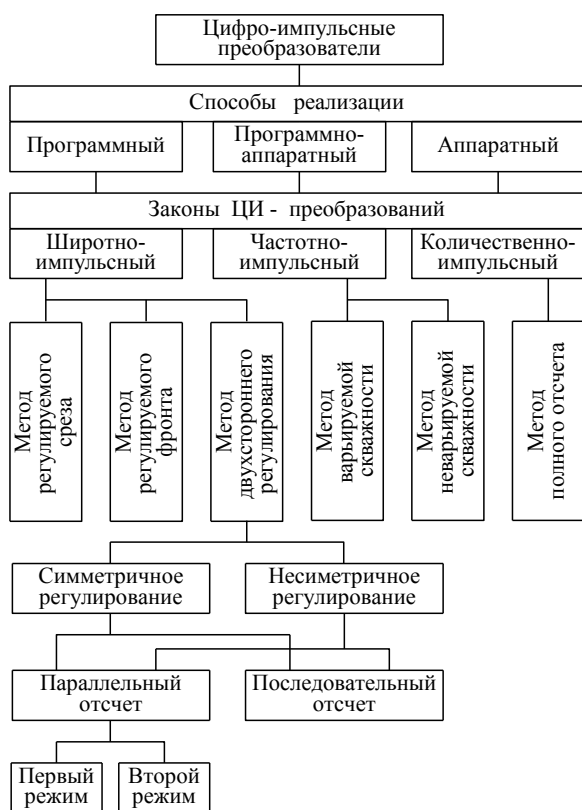 Цифро-импульсные
преобразователи
Способы реализации
Программный
Программно-
аппаратный
Аппаратный
Законы ЦИ - преобразований
Широтно-
импульсный
Частотно-
импульсный
Количественно-
импульсный
Метод
регулируемого
среза
Метод
регулируемого
фронта
Метод
двухстороннего
регулирования
Метод
варьируемой
скважности
Метод
неварьируемой
скважности
Метод
полного отсчета
Симметричное
регулирование
Несиметричное
регулирование
Параллельный
отсчет
Последовательный
отсчет
Первый
режим
Второй
режим